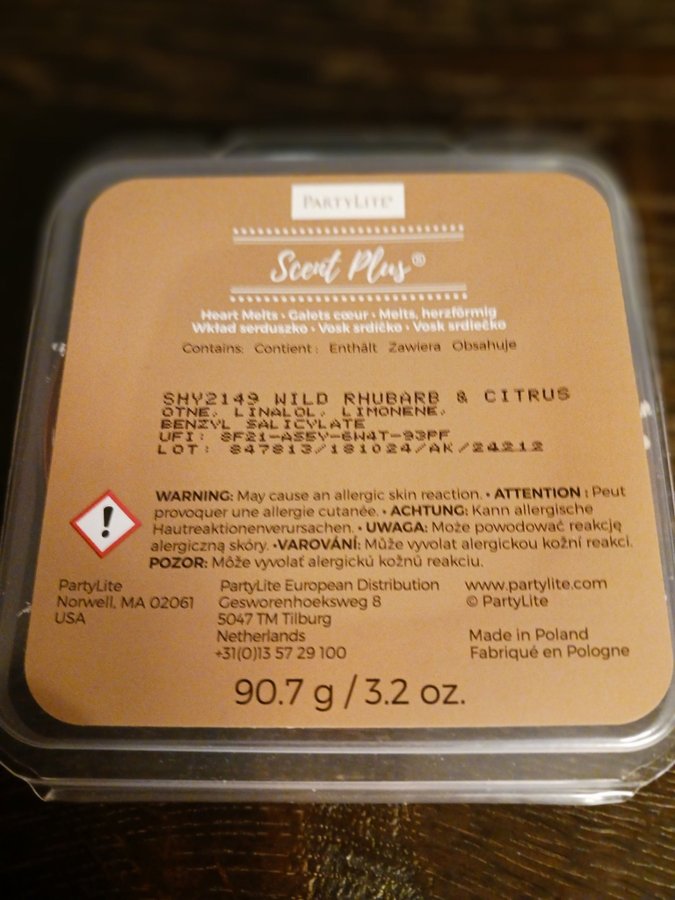 PARTYLITE®
Scent Plus®
Heart Melts • Galets cœur • Melts, herzförmig
Wkład serduszko • Vosk srdíčko • Vosk srdiečko
Contains: Contient : Enthält Zawiera Obsahuje
SHY2149 WILD RHUBARB & CITRUS
OTNE, LINALOL, LIMONENE,
BENZYL SALICYLATE
UFI: 8F21-AS5Y-6W4T-93PF
LOT: 847813/181024/AK/24212
WARNING: May cause an allergic skin reaction. • ATTENTION : Peut
provoquer une allergie cutanée. • ACHTUNG: Kann allergische
Hautreaktionenverursachen. • UWAGA: Może powodować reakcję
alergiczną skóry. •VAROVÁNÍ: Může vyvolat alergickou kožní reakci.
POZOR: Môže vyvolať alergickú kožnú reakciu.
PartyLite
Norwell, MA 02061
USA
PartyLite European Distribution
Gesworenhoeksweg 8
5047 TM Tilburg
Netherlands
+31(0)13 57 29 100
www.partylite.com
© PartyLite
Made in Poland
Fabriqué en Pologne
90.7 g / 3.2 oz.